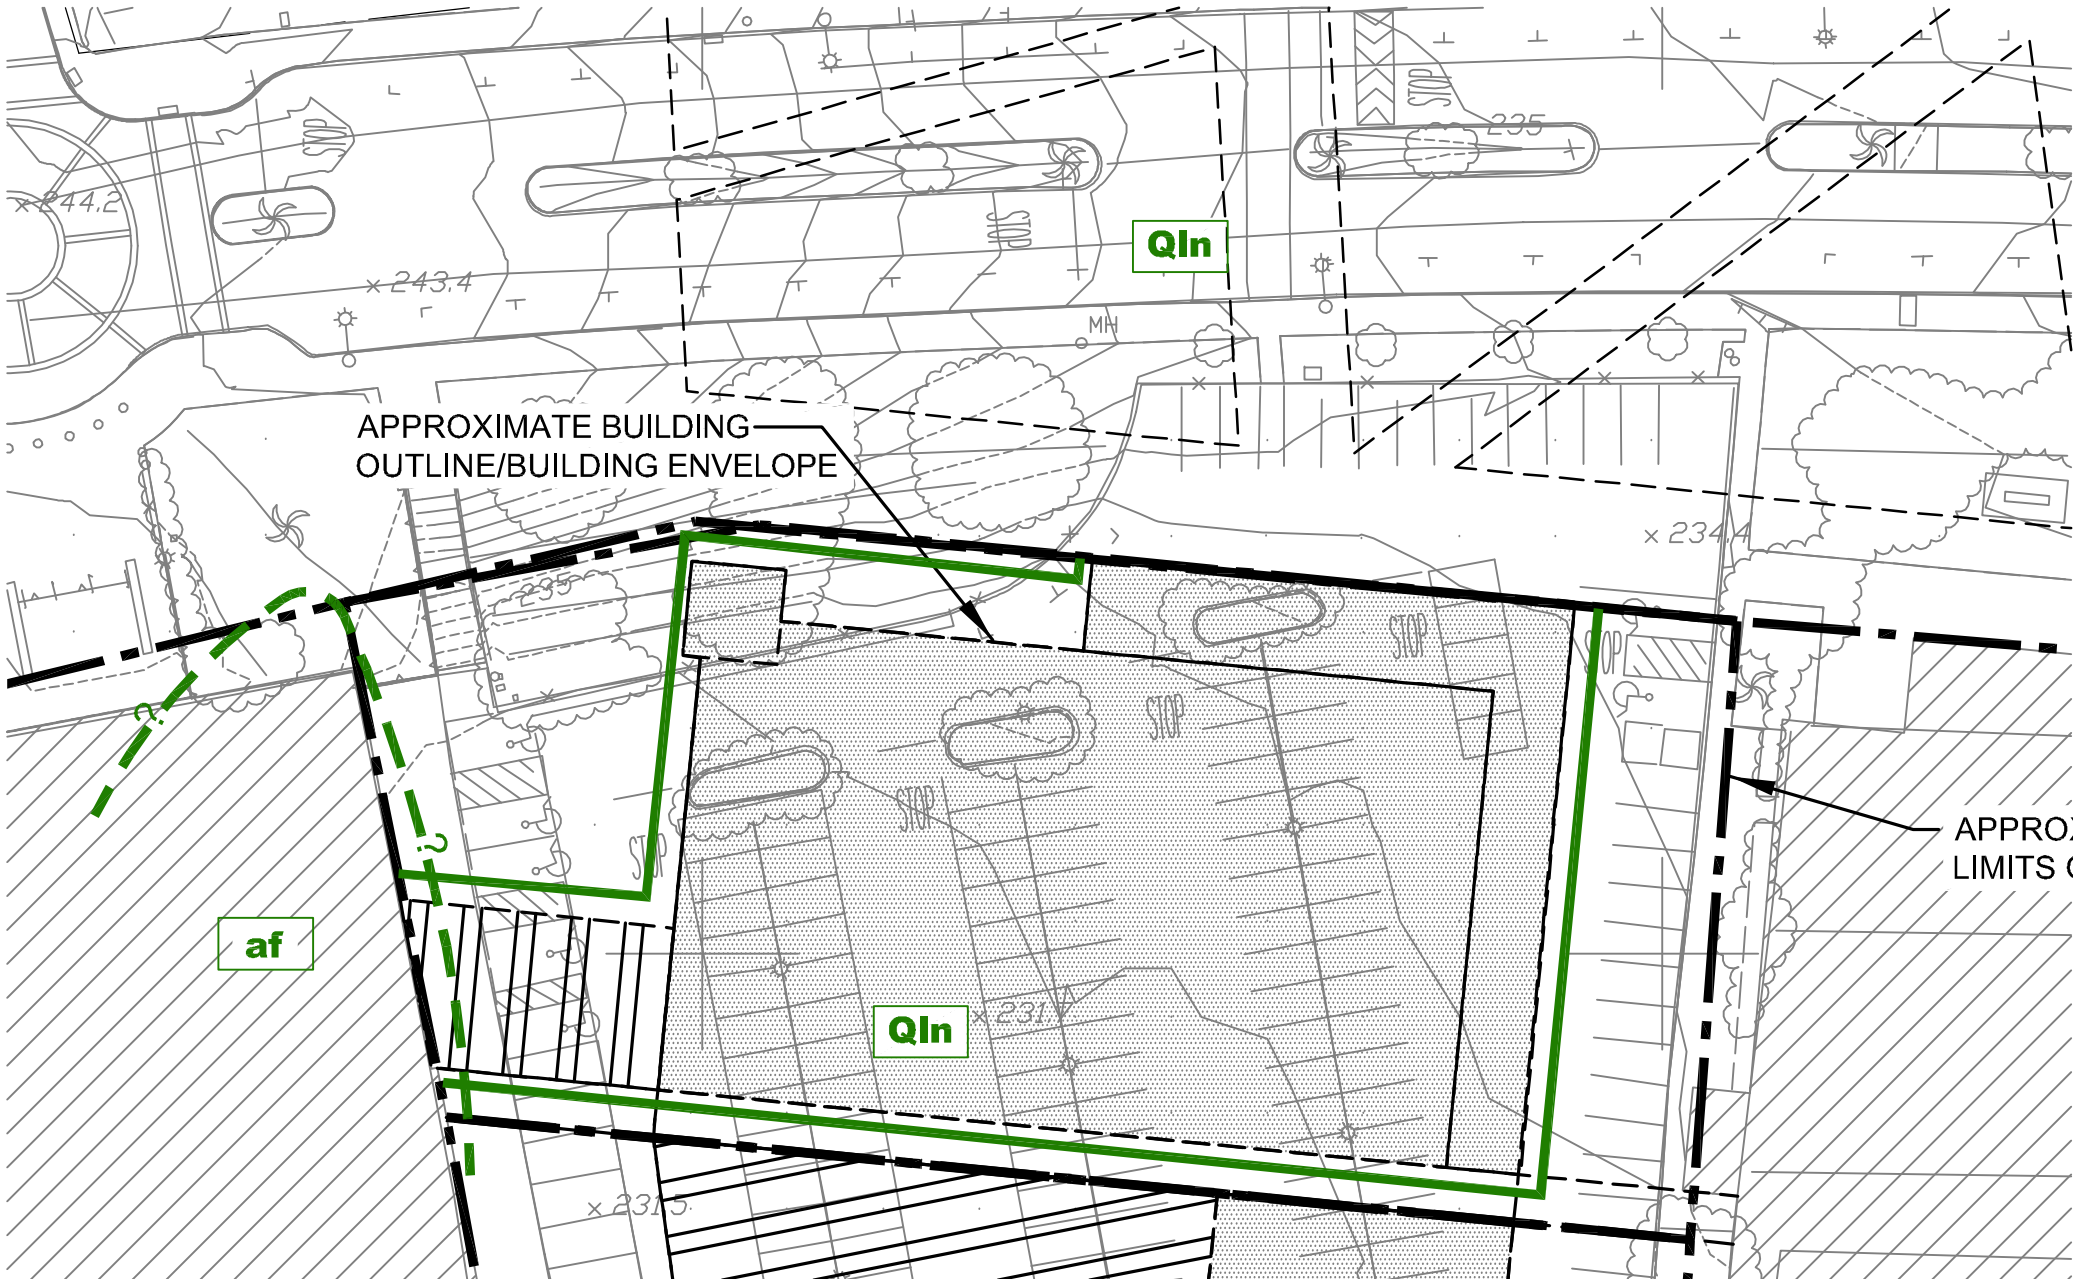 235
× 244.2
Qln
× 243.4
MH
APPROXIMATE BUILDING
OUTLINE/BUILDING ENVELOPE
× 234.4
235
STOP
STOP
STOP
STOP
STOP
?
?
APPROX
LIMITS
af
Qln
× 231.
× 231.5